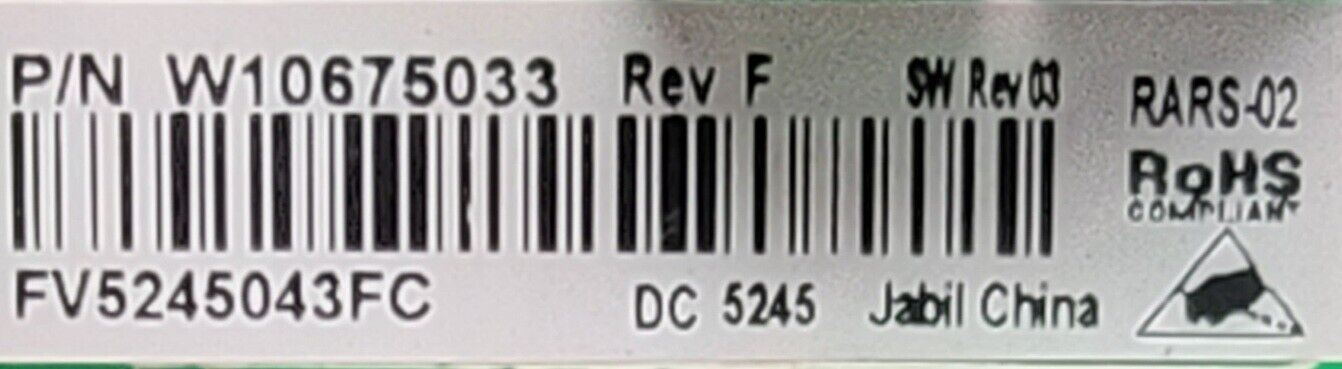 P/N W10675033 Rev F SW Rev 03
RARS-02
RoHS
COMPLIANT
FV5245043FC DC 5245 Jabil China